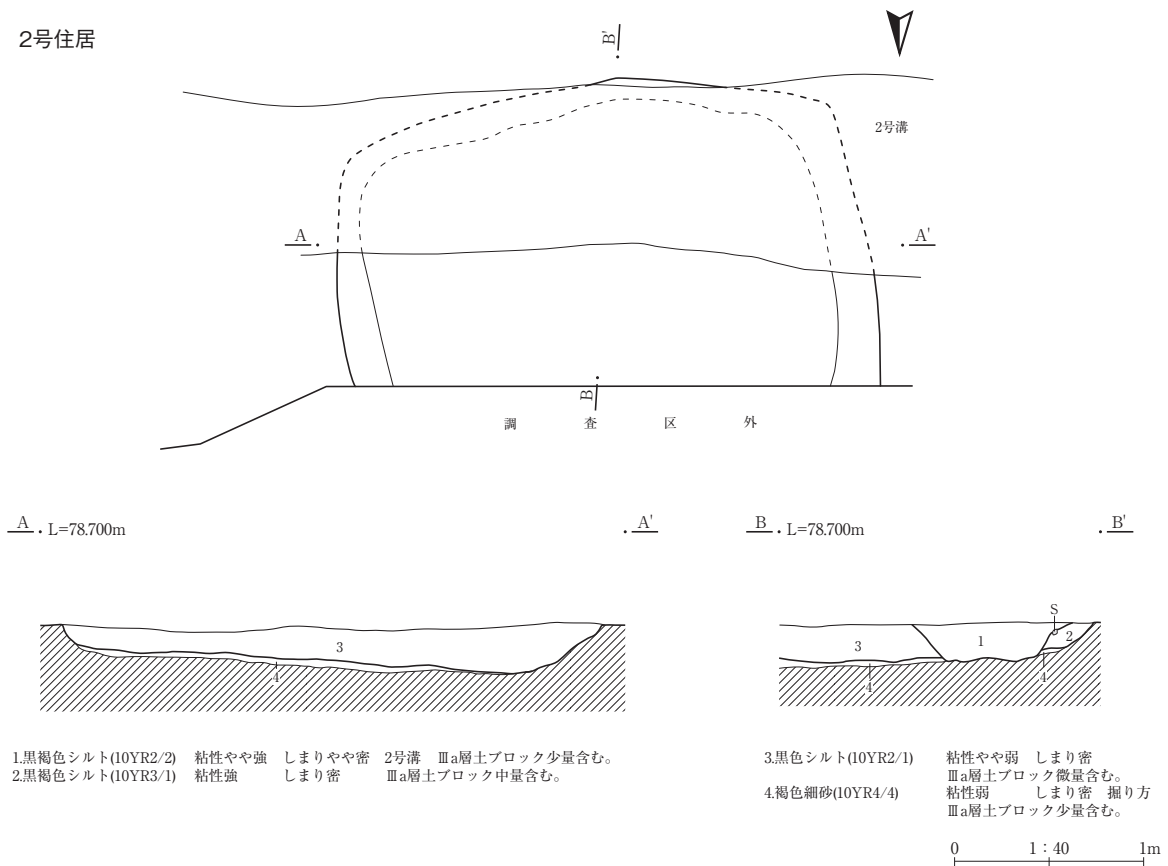 2号住居
B'
2号溝
A
A'
B
調査区外
A L=78.700m
A'
B L=78.700m
B'
3
4
S
3
1
2
4
4
1.黒褐色シルト(10YR2/2) 粘性やや強 しまりやや密 2号溝 Ⅲa層土ブロック少量含む。
2.黒褐色シルト(10YR3/1) 粘性強 しまり密 Ⅲa層土ブロック中量含む。
3.黒色シルト(10YR2/1) 粘性やや弱 しまり密
Ⅲa層土ブロック微量含む。
4.褐色細砂(10YR4/4) 粘性弱 しまり密 掘り方
Ⅲa層土ブロック少量含む。
0 1：40 1m